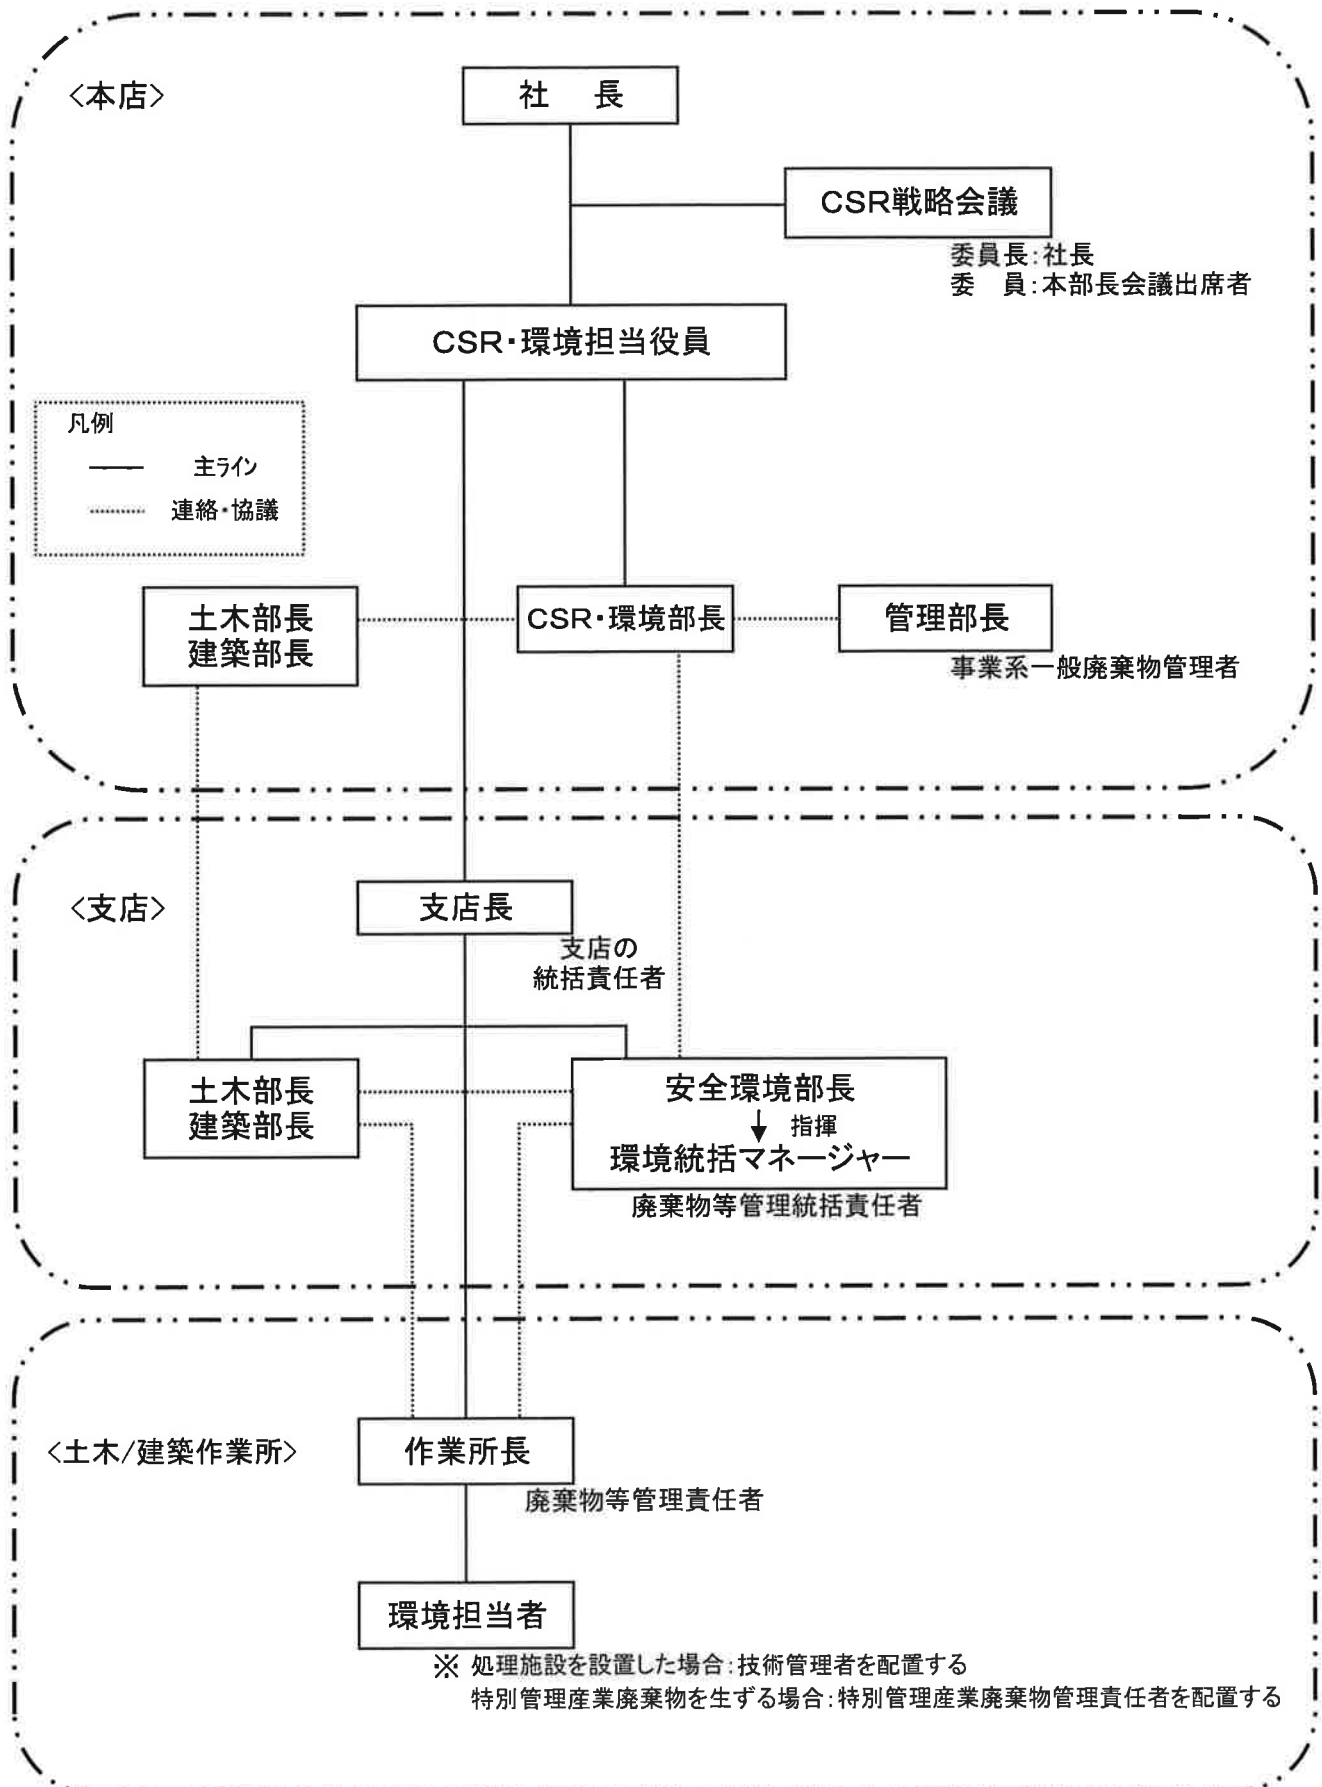 <本店>
社　長
CSR戦略会議
委員長:社長
委　員:本部長会議出席者
CSR・環境担当役員
凡例
主ライン
連絡・協議
土木部長
建築部長
CSR・環境部長
管理部長
事業系一般廃棄物管理者
<支店>
支店長
支店の
統括責任者
土木部長
建築部長
安全環境部長
指揮
環境統括マネージャー
廃棄物等管理統括責任者
<土木/建築作業所>
作業所長
廃棄物等管理責任者
環境担当者
※ 処理施設を設置した場合:技術管理者を配置する
特別管理産業廃棄物を生ずる場合:特別管理産業廃棄物管理責任者を配置する